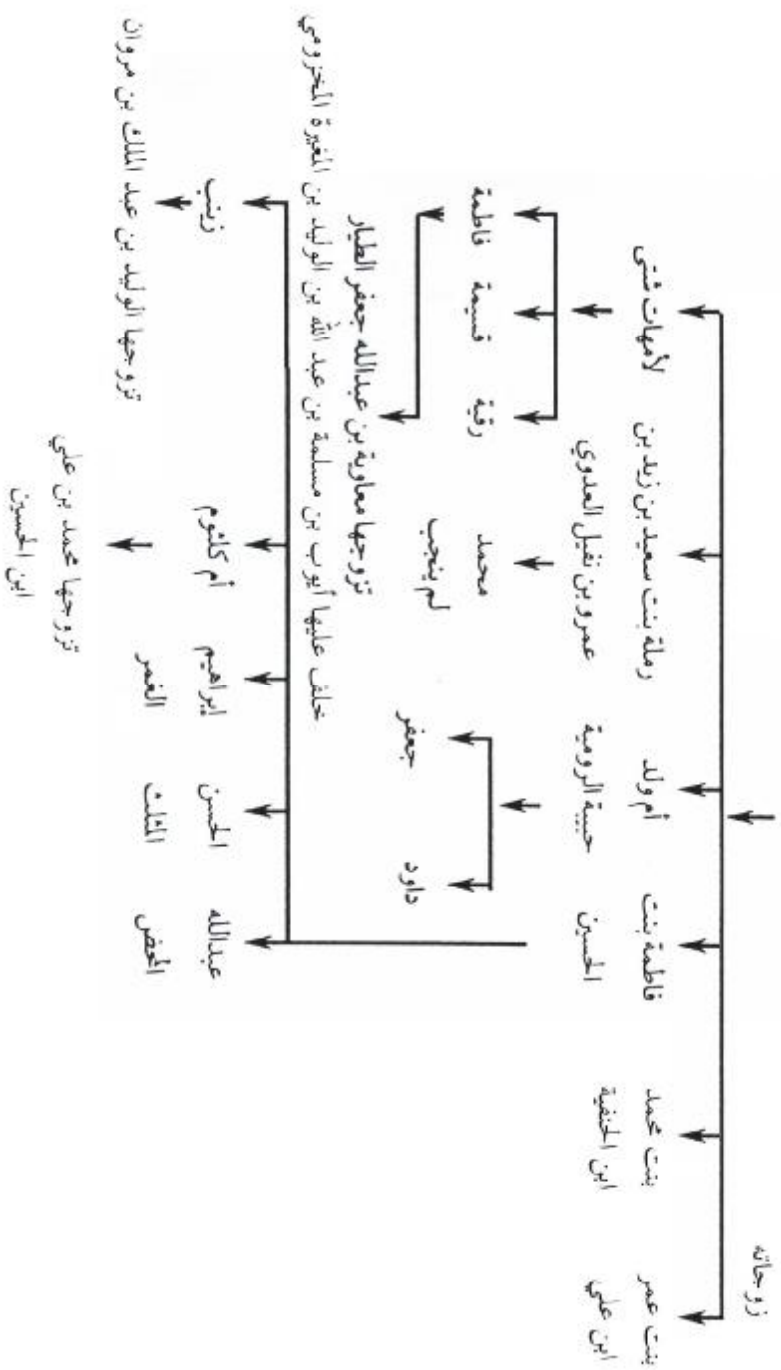 زوجاته
بنت عمر
ابن علي
بنت محمد
ابن الحنفية
فاطمة بنت
الحسين
أم ولد
حبيبة الرومية
رملة بنت سعيد بن زيد بن
عمرو بن نفيل العدوي
لأمهات شتى
داود
جعفر
محمد
لم ينجب
رقية
قسيمة
فاطمة
تزوجها معاوية بن عبدالله جعفر الطيار
خلف عليها أيوب بن مسلمة بن عبد الله بن الوليد بن المغيرة المخزومي
عبدالله
المحض
الحسن
المثلث
إبراهيم
الغمر
أم كلثوم
زينب
تزوجها محمد بن علي
ابن الحسين
تزوجها الوليد بن عبد الملك بن مروان